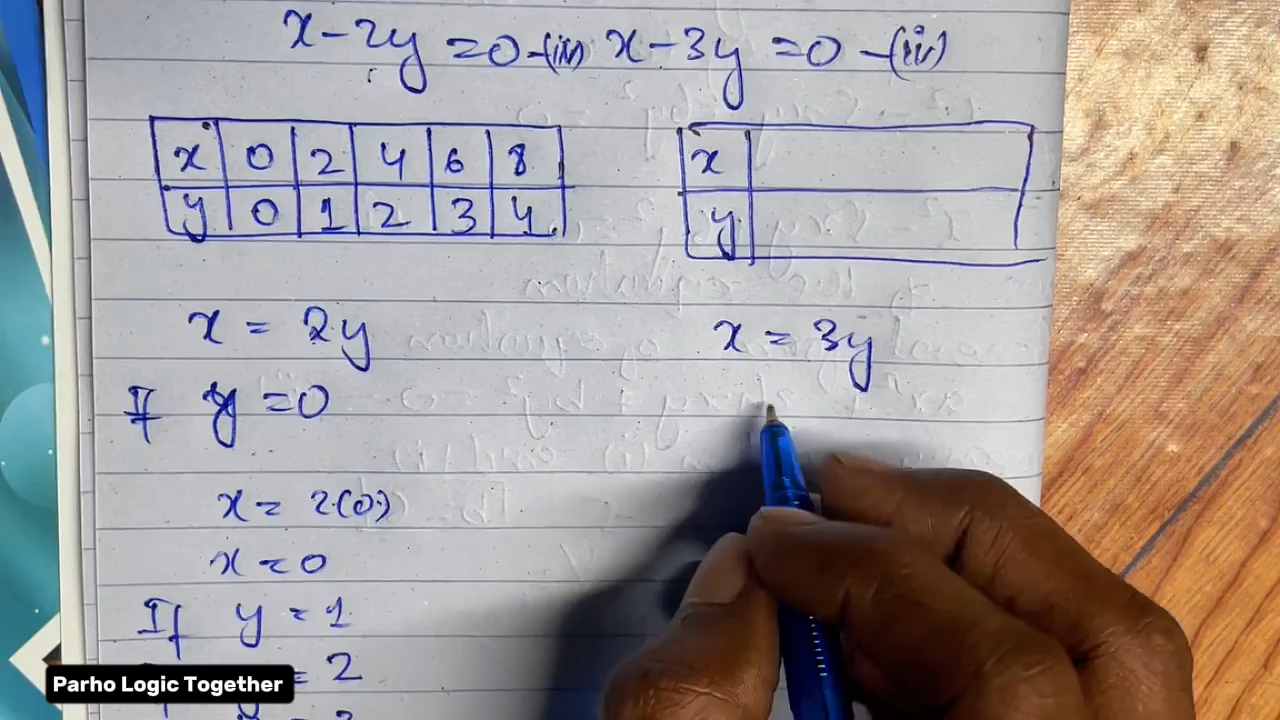 x - 2y = 0 -(iii) x - 3y = 0 -(iv)
x 0 2 4 6 8
y 0 1 2 3 4
x
y
x = 2y
x = 3y
If y = 0
x = 2(0)
x = 0
If y = 1
= 2
Parho Logic Together